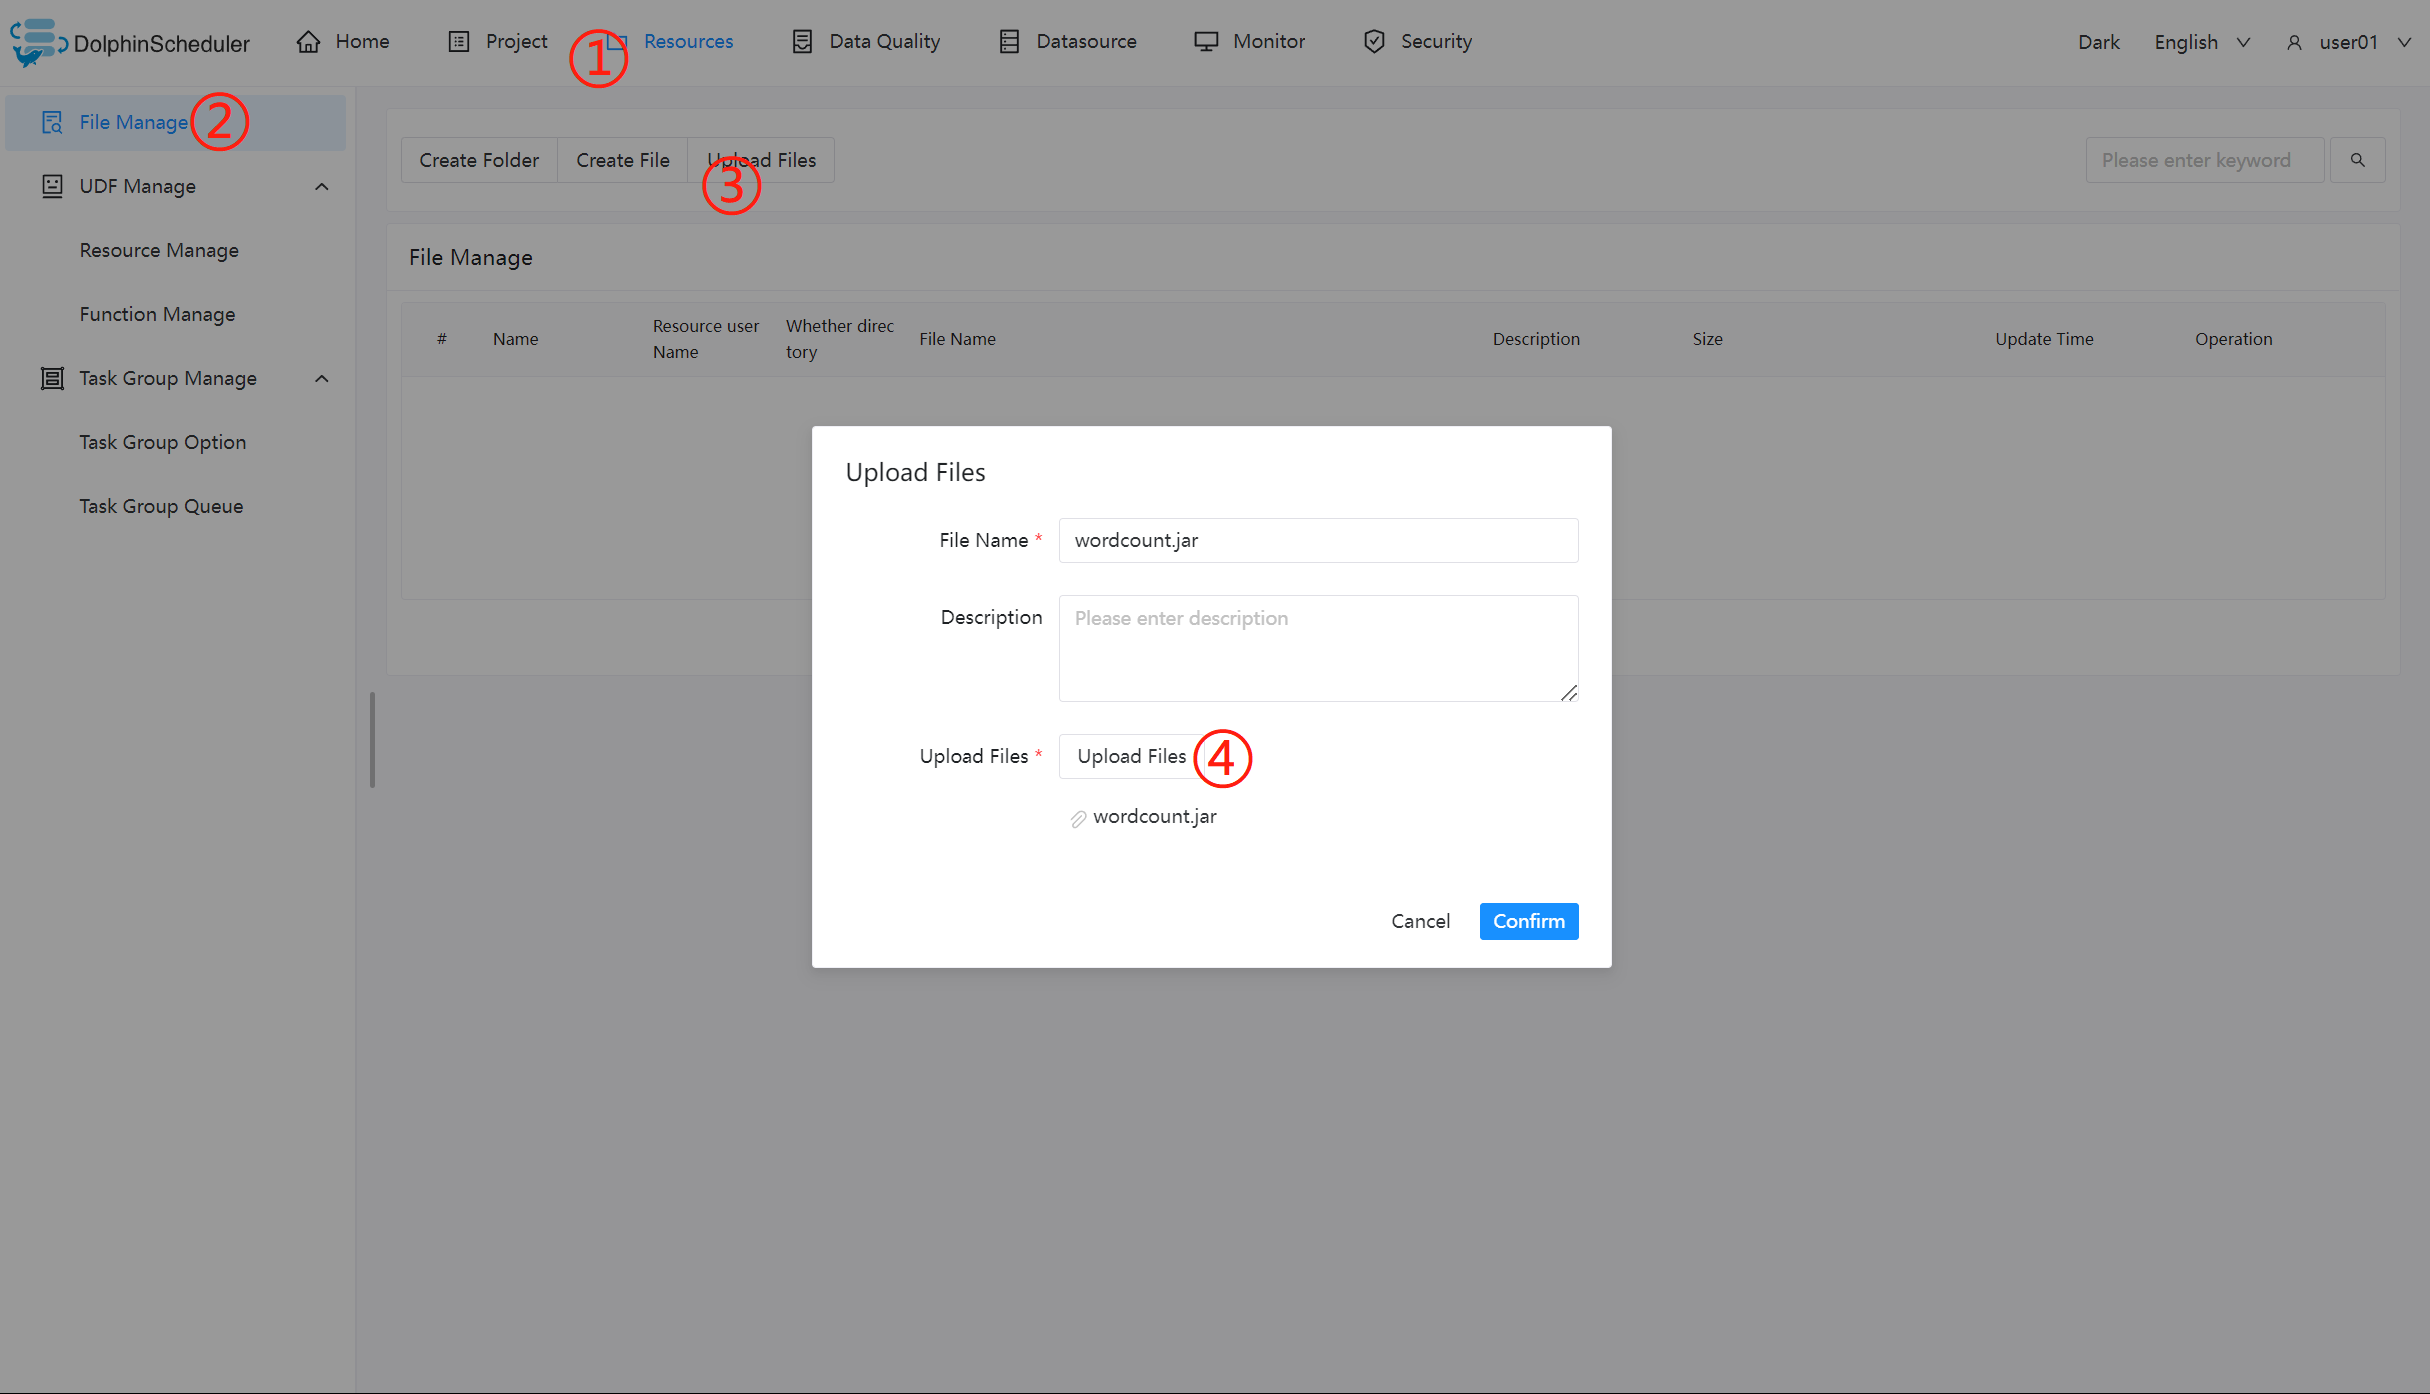 DolphinScheduler Home Project ① Resources Data Quality Datasource Monitor Security Dark English user01
File Manage ②
UDF Manage
Resource Manage
Function Manage
Task Group Manage
Task Group Option
Task Group Queue
Create Folder Create File Upload Files Please enter keyword
③
File Manage
# Name Resource user Name Whether direc tory File Name Description Size Update Time Operation
Upload Files
File Name * wordcount.jar
Description Please enter description
Upload Files * Upload Files ④
wordcount.jar
Cancel Confirm